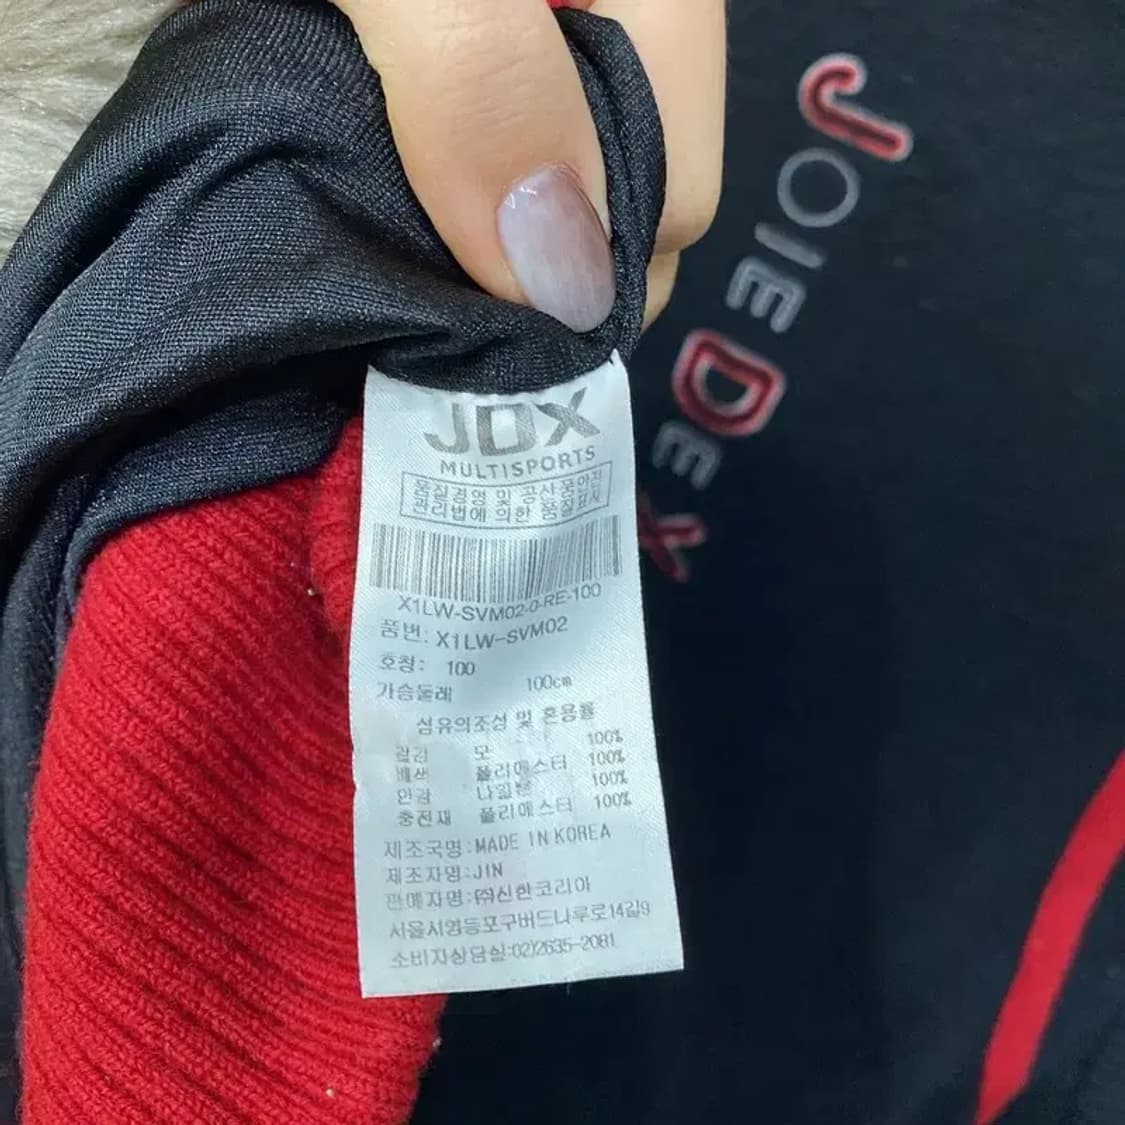 JDX
MULTISPORTS
품질경영 및 공산품안전
관리법에 의한 품질표시
X1LW-SVM02-0-RE-100
품번: X1LW-SVM02
호칭: 100
가슴둘레 100cm
섬유의조성 및 혼용률
겉감 모 100%
배색 폴리에스터 100%
안감 나일론 100%
충전재 폴리에스터 100%
제조국명:MADE IN KOREA
제조자명:JIN
판매자명:㈜신한코리아
서울시영등포구버드나루로14길9
소비자상담실:02)2635-2081
JOIEDEX